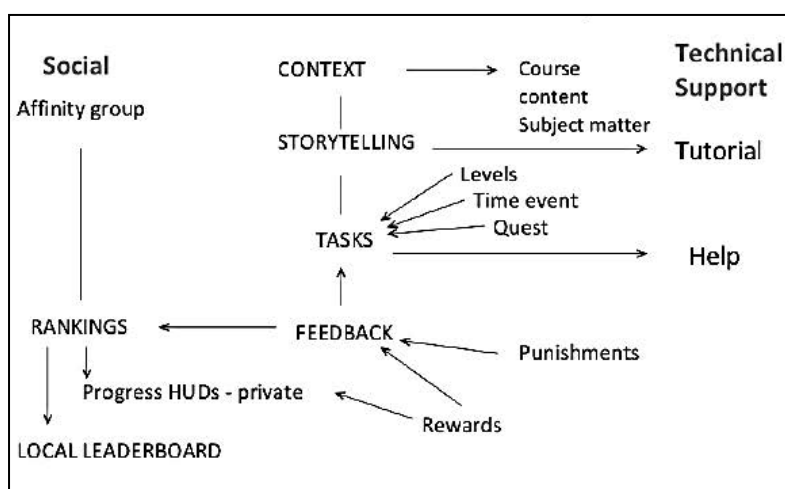 Social
Affinity group
CONTEXT
Course
content
Subject matter
Technical
Support
STORYTELLING
Tutorial
Levels
Time event
Quest
TASKS
Help
RANKINGS
FEEDBACK
Punishments
Progress HUDs - private
Rewards
LOCAL LEADERBOARD